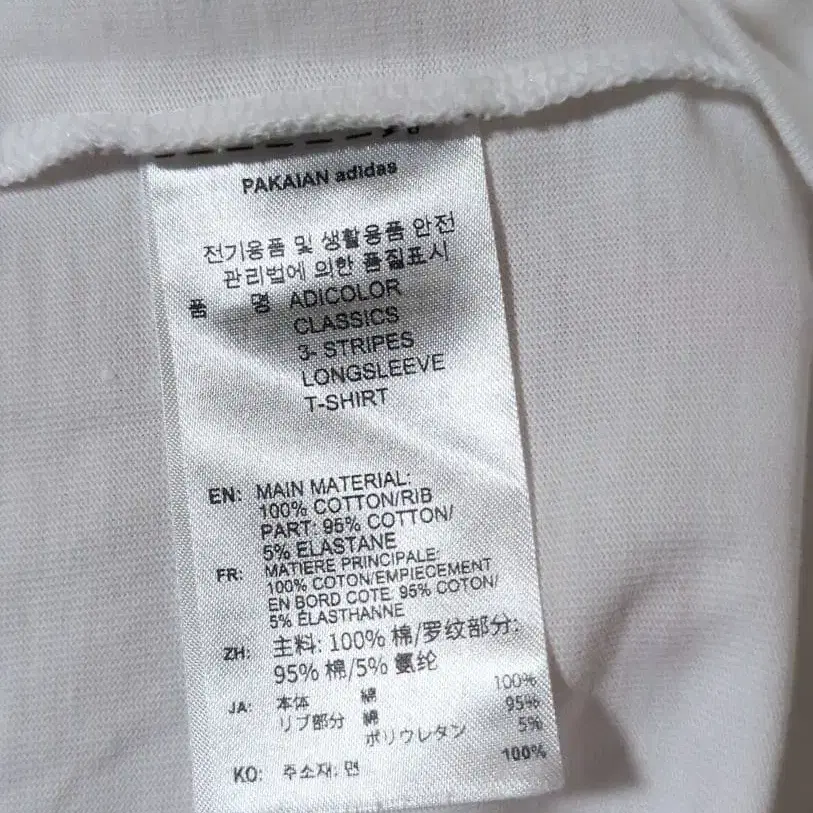 PAKAIAN adidas
전기용품 및 생활용품 안전
관리법에 의한 품질표시
품 명 ADICOLOR
CLASSICS
3- STRIPES
LONGSLEEVE
T-SHIRT
EN: MAIN MATERIAL:
100% COTTON/RIB
PART: 95% COTTON/
5% ELASTANE
FR: MATIERE PRINCIPALE:
100% COTON/EMPIECEMENT
EN BORD COTE: 95% COTON/
5% ÉLASTHANNE
ZH: 主料: 100% 棉/罗纹部分:
95% 棉/5% 氨纶
JA: 本体 綿 100%
リブ部分 綿 95%
ポリウレタン 5%
KO: 주소재: 면 100%